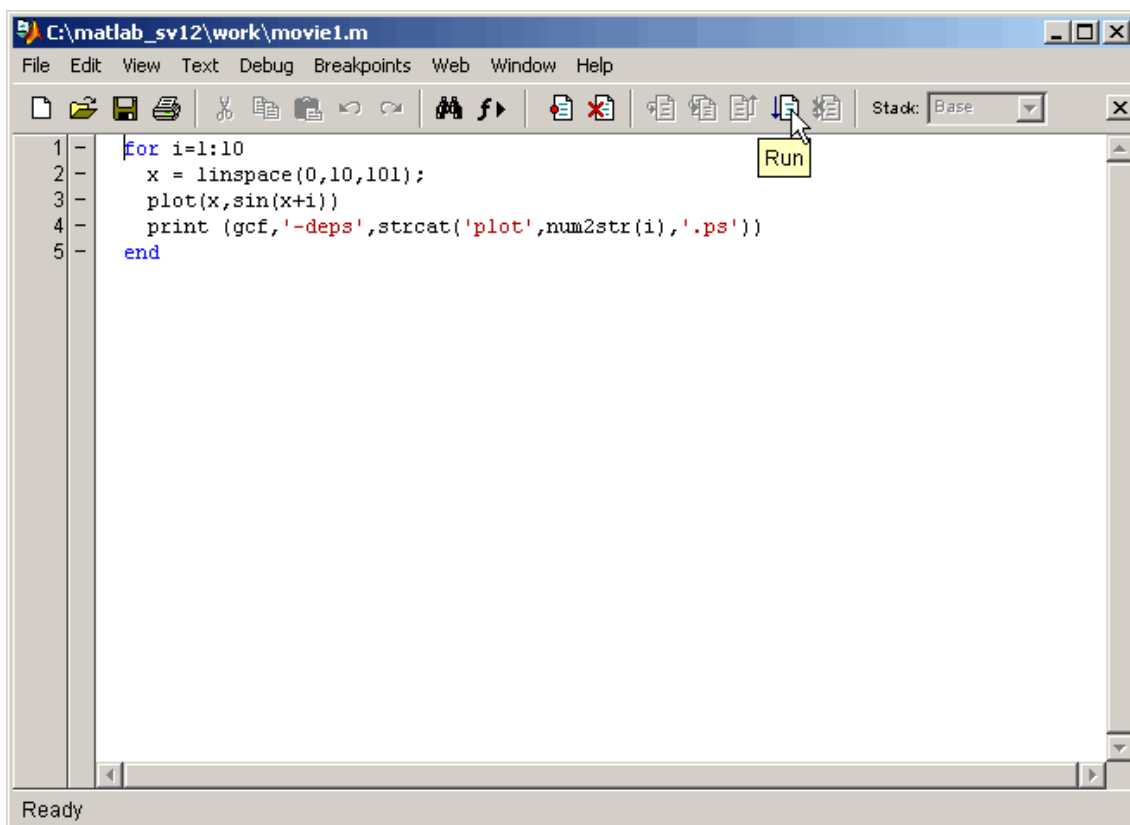 C:\matlab_sv12\work\movie1.m
File Edit View Text Debug Breakpoints Web Window Help
Stack: Base
Run
1 for i=1:10
2 x = linspace(0,10,101);
3 plot(x,sin(x+i))
4 print (gcf,'-deps',strcat('plot',num2str(i),'.ps'))
5 end
Ready